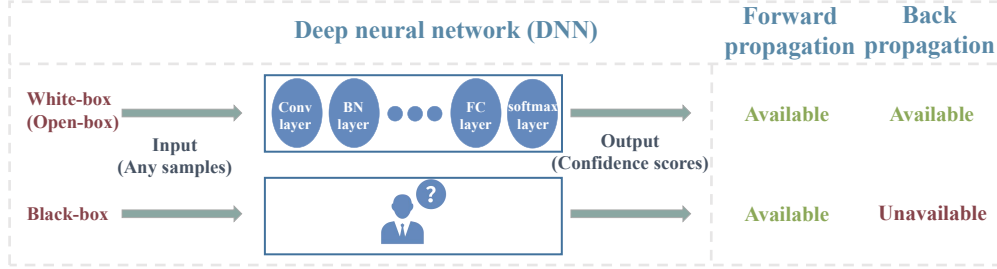 Deep neural network (DNN)
Forward
propagation
Back
propagation
White-box
(Open-box)
Conv
layer
BN
layer
FC
layer
softmax
layer
Available
Available
Input
(Any samples)
Output
(Confidence scores)
Black-box
?
Available
Unavailable